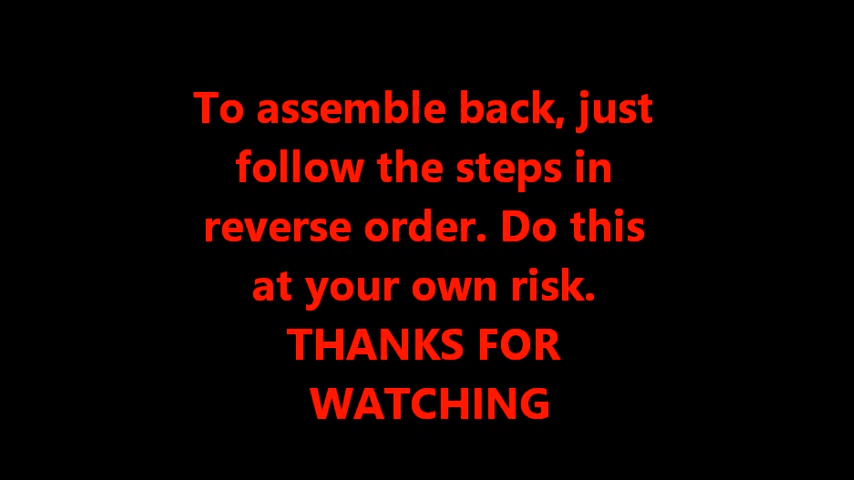 To assemble back, just
follow the steps in
reverse order. Do this
at your own risk.
THANKS FOR
WATCHING